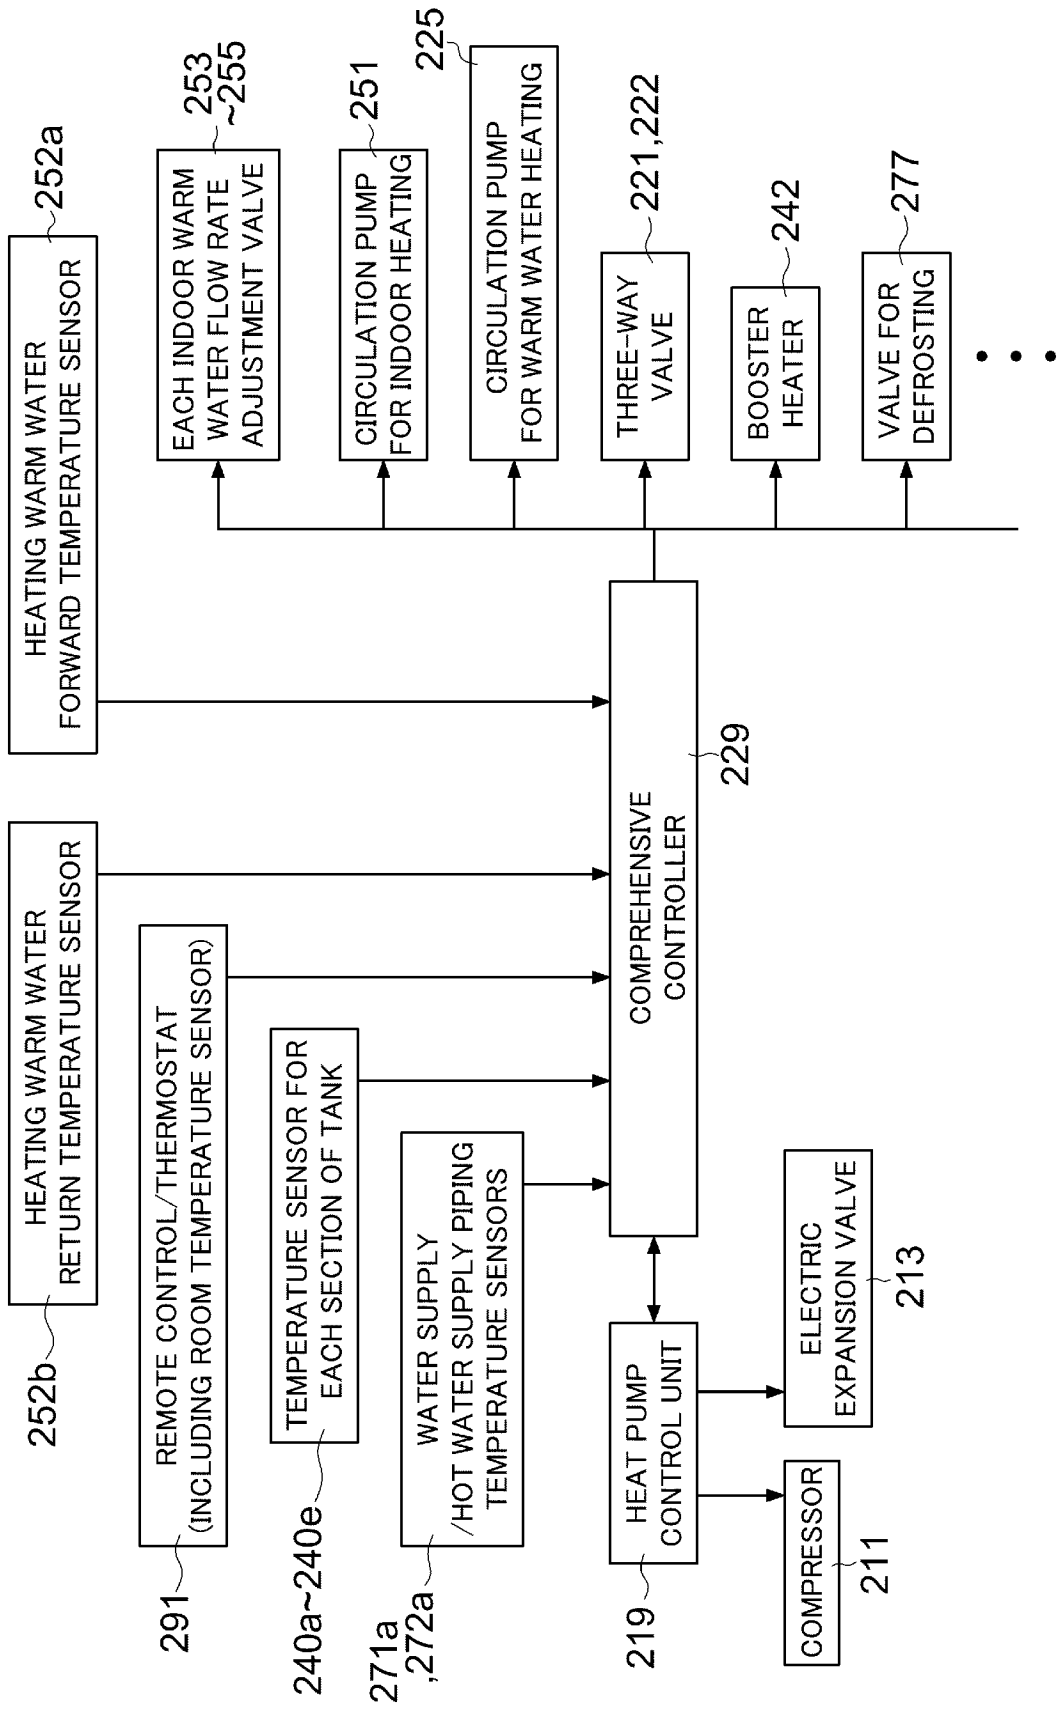 252b
HEATING WARM WATER
RETURN TEMPERATURE SENSOR
HEATING WARM WATER
FORWARD TEMPERATURE SENSOR
252a
291
REMOTE CONTROL/THERMOSTAT
(INCLUDING ROOM TEMPERATURE SENSOR)
240a~240e
TEMPERATURE SENSOR FOR
EACH SECTION OF TANK
271a
,272a
WATER SUPPLY
/HOT WATER SUPPLY PIPING
TEMPERATURE SENSORS
219
HEAT PUMP
CONTROL UNIT
COMPRESSOR
211
ELECTRIC
EXPANSION VALVE
213
COMPREHENSIVE
CONTROLLER
229
EACH INDOOR WARM
WATER FLOW RATE
ADJUSTMENT VALVE
253
~255
CIRCULATION PUMP
FOR INDOOR HEATING
251
CIRCULATION PUMP
FOR WARM WATER HEATING
225
THREE-WAY
VALVE
221,222
BOOSTER
HEATER
242
VALVE FOR
DEFROSTING
277